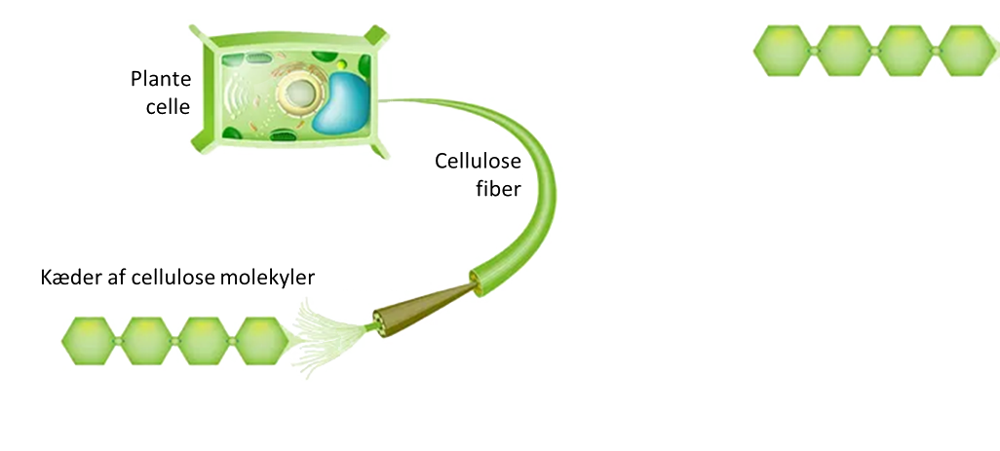 Plante
celle
Cellulose
fiber
Kæder af cellulose molekyler